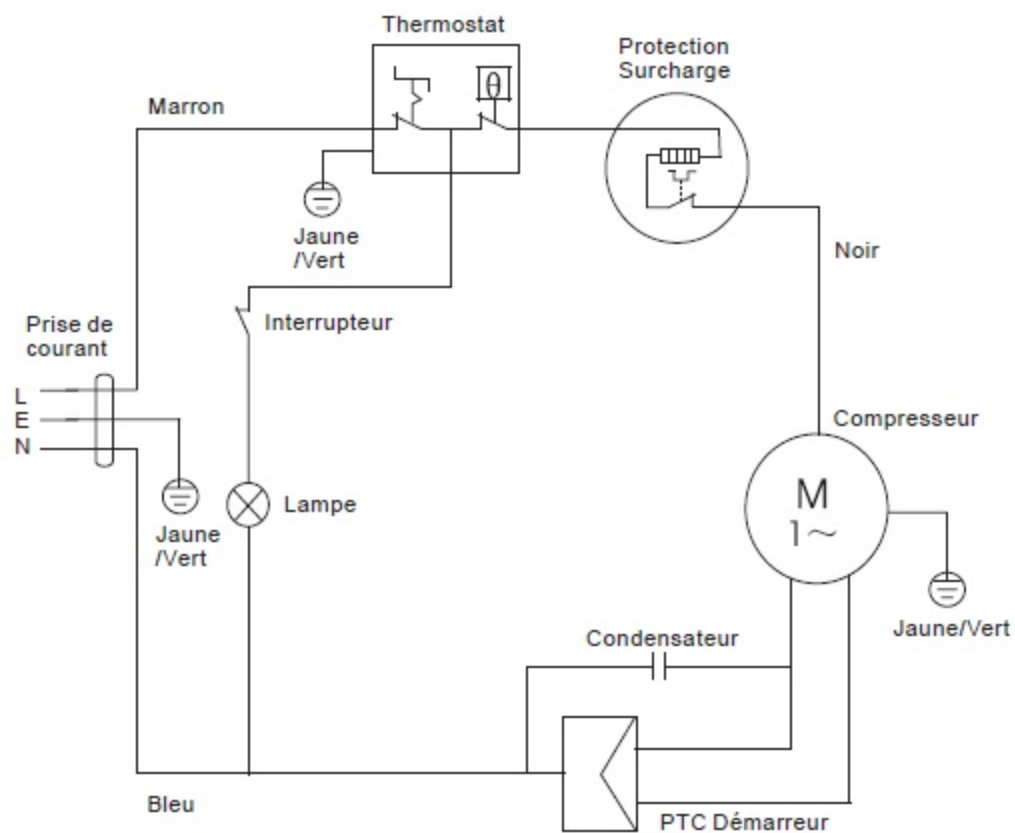 Thermostat
Protection
Surcharge
Marron
θ
Jaune
/Vert
Noir
Interrupteur
Prise de
courant
L
E
N
Compresseur
M
1~
Lampe
Jaune
/Vert
Jaune/Vert
Condensateur
Bleu
PTC Démarreur